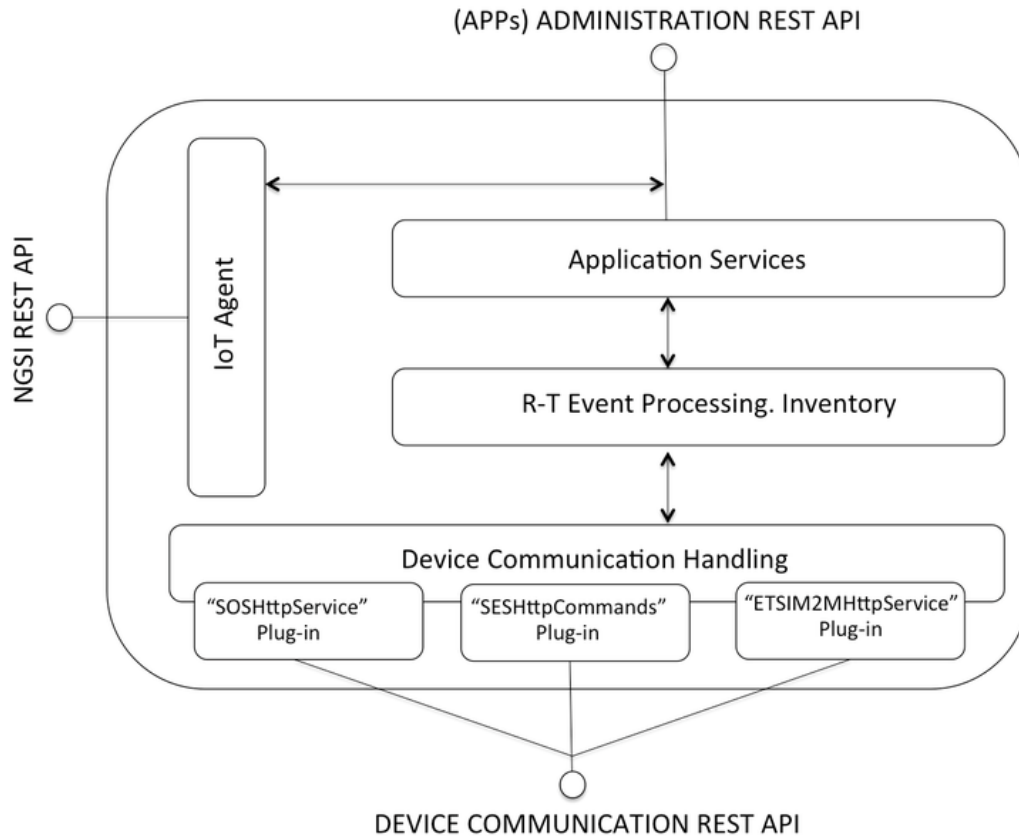 (APPs) ADMINISTRATION REST API
NGSI REST API
IoT Agent
Application Services
R-T Event Processing. Inventory
Device Communication Handling
“SOSHttpService”
Plug-in
“SESHttpCommands”
Plug-in
“ETSIM2MHttpService”
Plug-in
DEVICE COMMUNICATION REST API